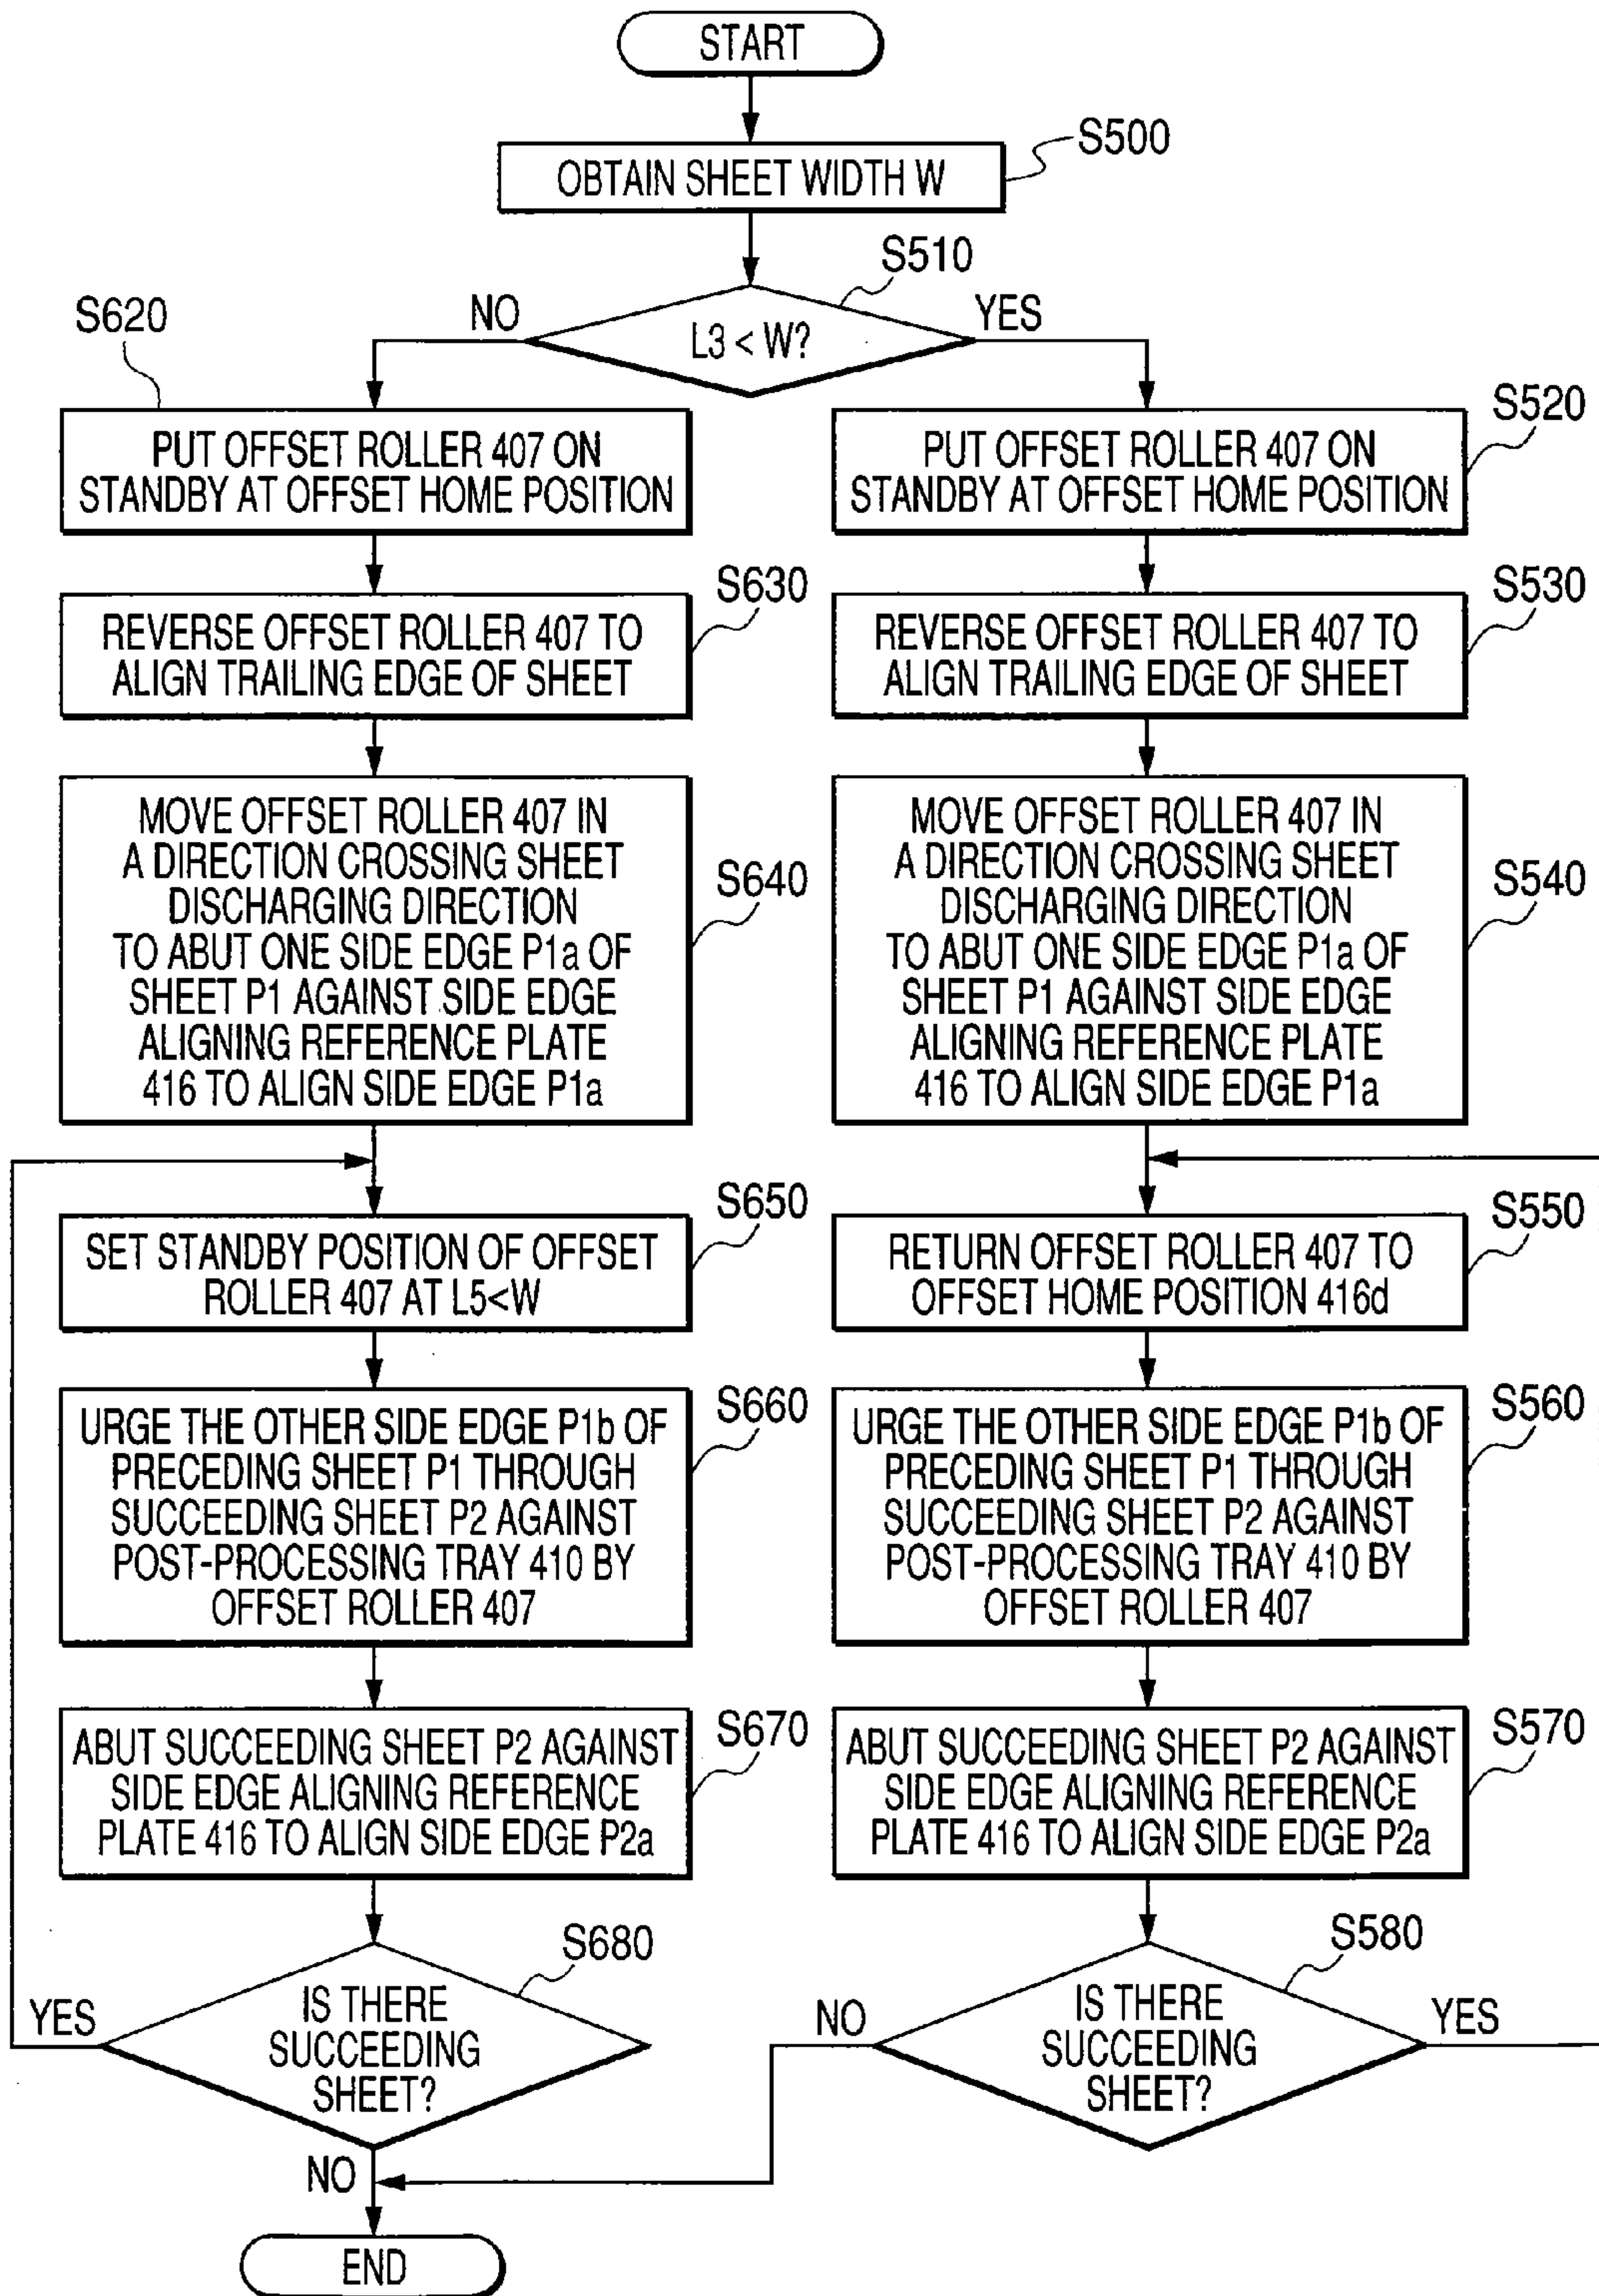 START
OBTAIN SHEET WIDTH W
S500
S510
L3 < W?
NO
YES
S620
PUT OFFSET ROLLER 407 ON
STANDBY AT OFFSET HOME POSITION
S520
PUT OFFSET ROLLER 407 ON
STANDBY AT OFFSET HOME POSITION
S630
REVERSE OFFSET ROLLER 407 TO
ALIGN TRAILING EDGE OF SHEET
S530
REVERSE OFFSET ROLLER 407 TO
ALIGN TRAILING EDGE OF SHEET
S640
MOVE OFFSET ROLLER 407 IN
A DIRECTION CROSSING SHEET
DISCHARGING DIRECTION
TO ABUT ONE SIDE EDGE P1a OF
SHEET P1 AGAINST SIDE EDGE
ALIGNING REFERENCE PLATE
416 TO ALIGN SIDE EDGE P1a
S540
MOVE OFFSET ROLLER 407 IN
A DIRECTION CROSSING SHEET
DISCHARGING DIRECTION
TO ABUT ONE SIDE EDGE P1a OF
SHEET P1 AGAINST SIDE EDGE
ALIGNING REFERENCE PLATE
416 TO ALIGN SIDE EDGE P1a
S650
SET STANDBY POSITION OF OFFSET
ROLLER 407 AT L5<W
S550
RETURN OFFSET ROLLER 407 TO
OFFSET HOME POSITION 416d
S660
URGE THE OTHER SIDE EDGE P1b OF
PRECEDING SHEET P1 THROUGH
SUCCEEDING SHEET P2 AGAINST
POST-PROCESSING TRAY 410 BY
OFFSET ROLLER 407
S560
URGE THE OTHER SIDE EDGE P1b OF
PRECEDING SHEET P1 THROUGH
SUCCEEDING SHEET P2 AGAINST
POST-PROCESSING TRAY 410 BY
OFFSET ROLLER 407
S670
ABUT SUCCEEDING SHEET P2 AGAINST
SIDE EDGE ALIGNING REFERENCE
PLATE 416 TO ALIGN SIDE EDGE P2a
S570
ABUT SUCCEEDING SHEET P2 AGAINST
SIDE EDGE ALIGNING REFERENCE
PLATE 416 TO ALIGN SIDE EDGE P2a
S680
YES
IS THERE
SUCCEEDING
SHEET?
NO
S580
NO
IS THERE
SUCCEEDING
SHEET?
YES
END